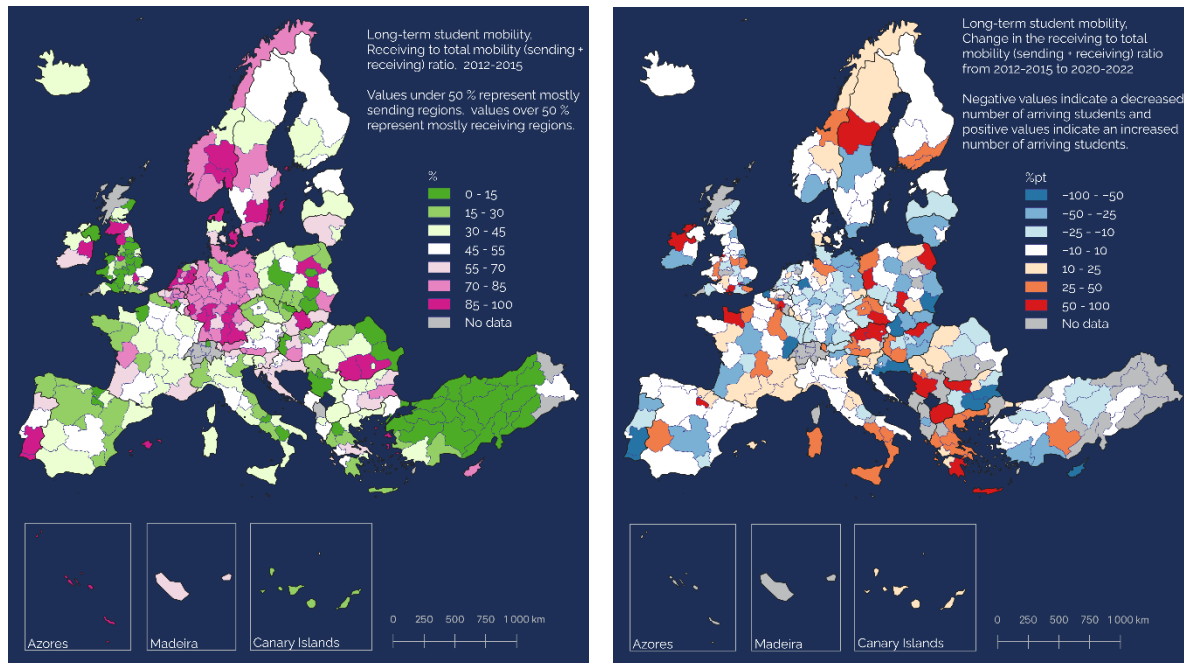 Long-term student mobility.
Receiving to total mobility (sending +
receiving) ratio. 2012-2015
Values under 50 % represent mostly
sending regions. values over 50 %
represent mostly receiving regions.
%
0 - 15
15 - 30
30 - 45
45 - 55
55 - 70
70 - 85
85 - 100
No data
Azores
Madeira
Canary Islands
0 250 500 750 1 000 km
Long-term student mobility,
Change in the receiving to total
mobility (sending + receiving) ratio
from 2012-2015 to 2020-2022
Negative values indicate a decreased
number of arriving students and
positive values indicate an increased
number of arriving students.
%pt
−100 - −50
−50 - −25
−25 - −10
−10 - 10
10 - 25
25 - 50
50 - 100
No data
Azores
Madeira
Canary Islands
0 250 500 750 1 000 km